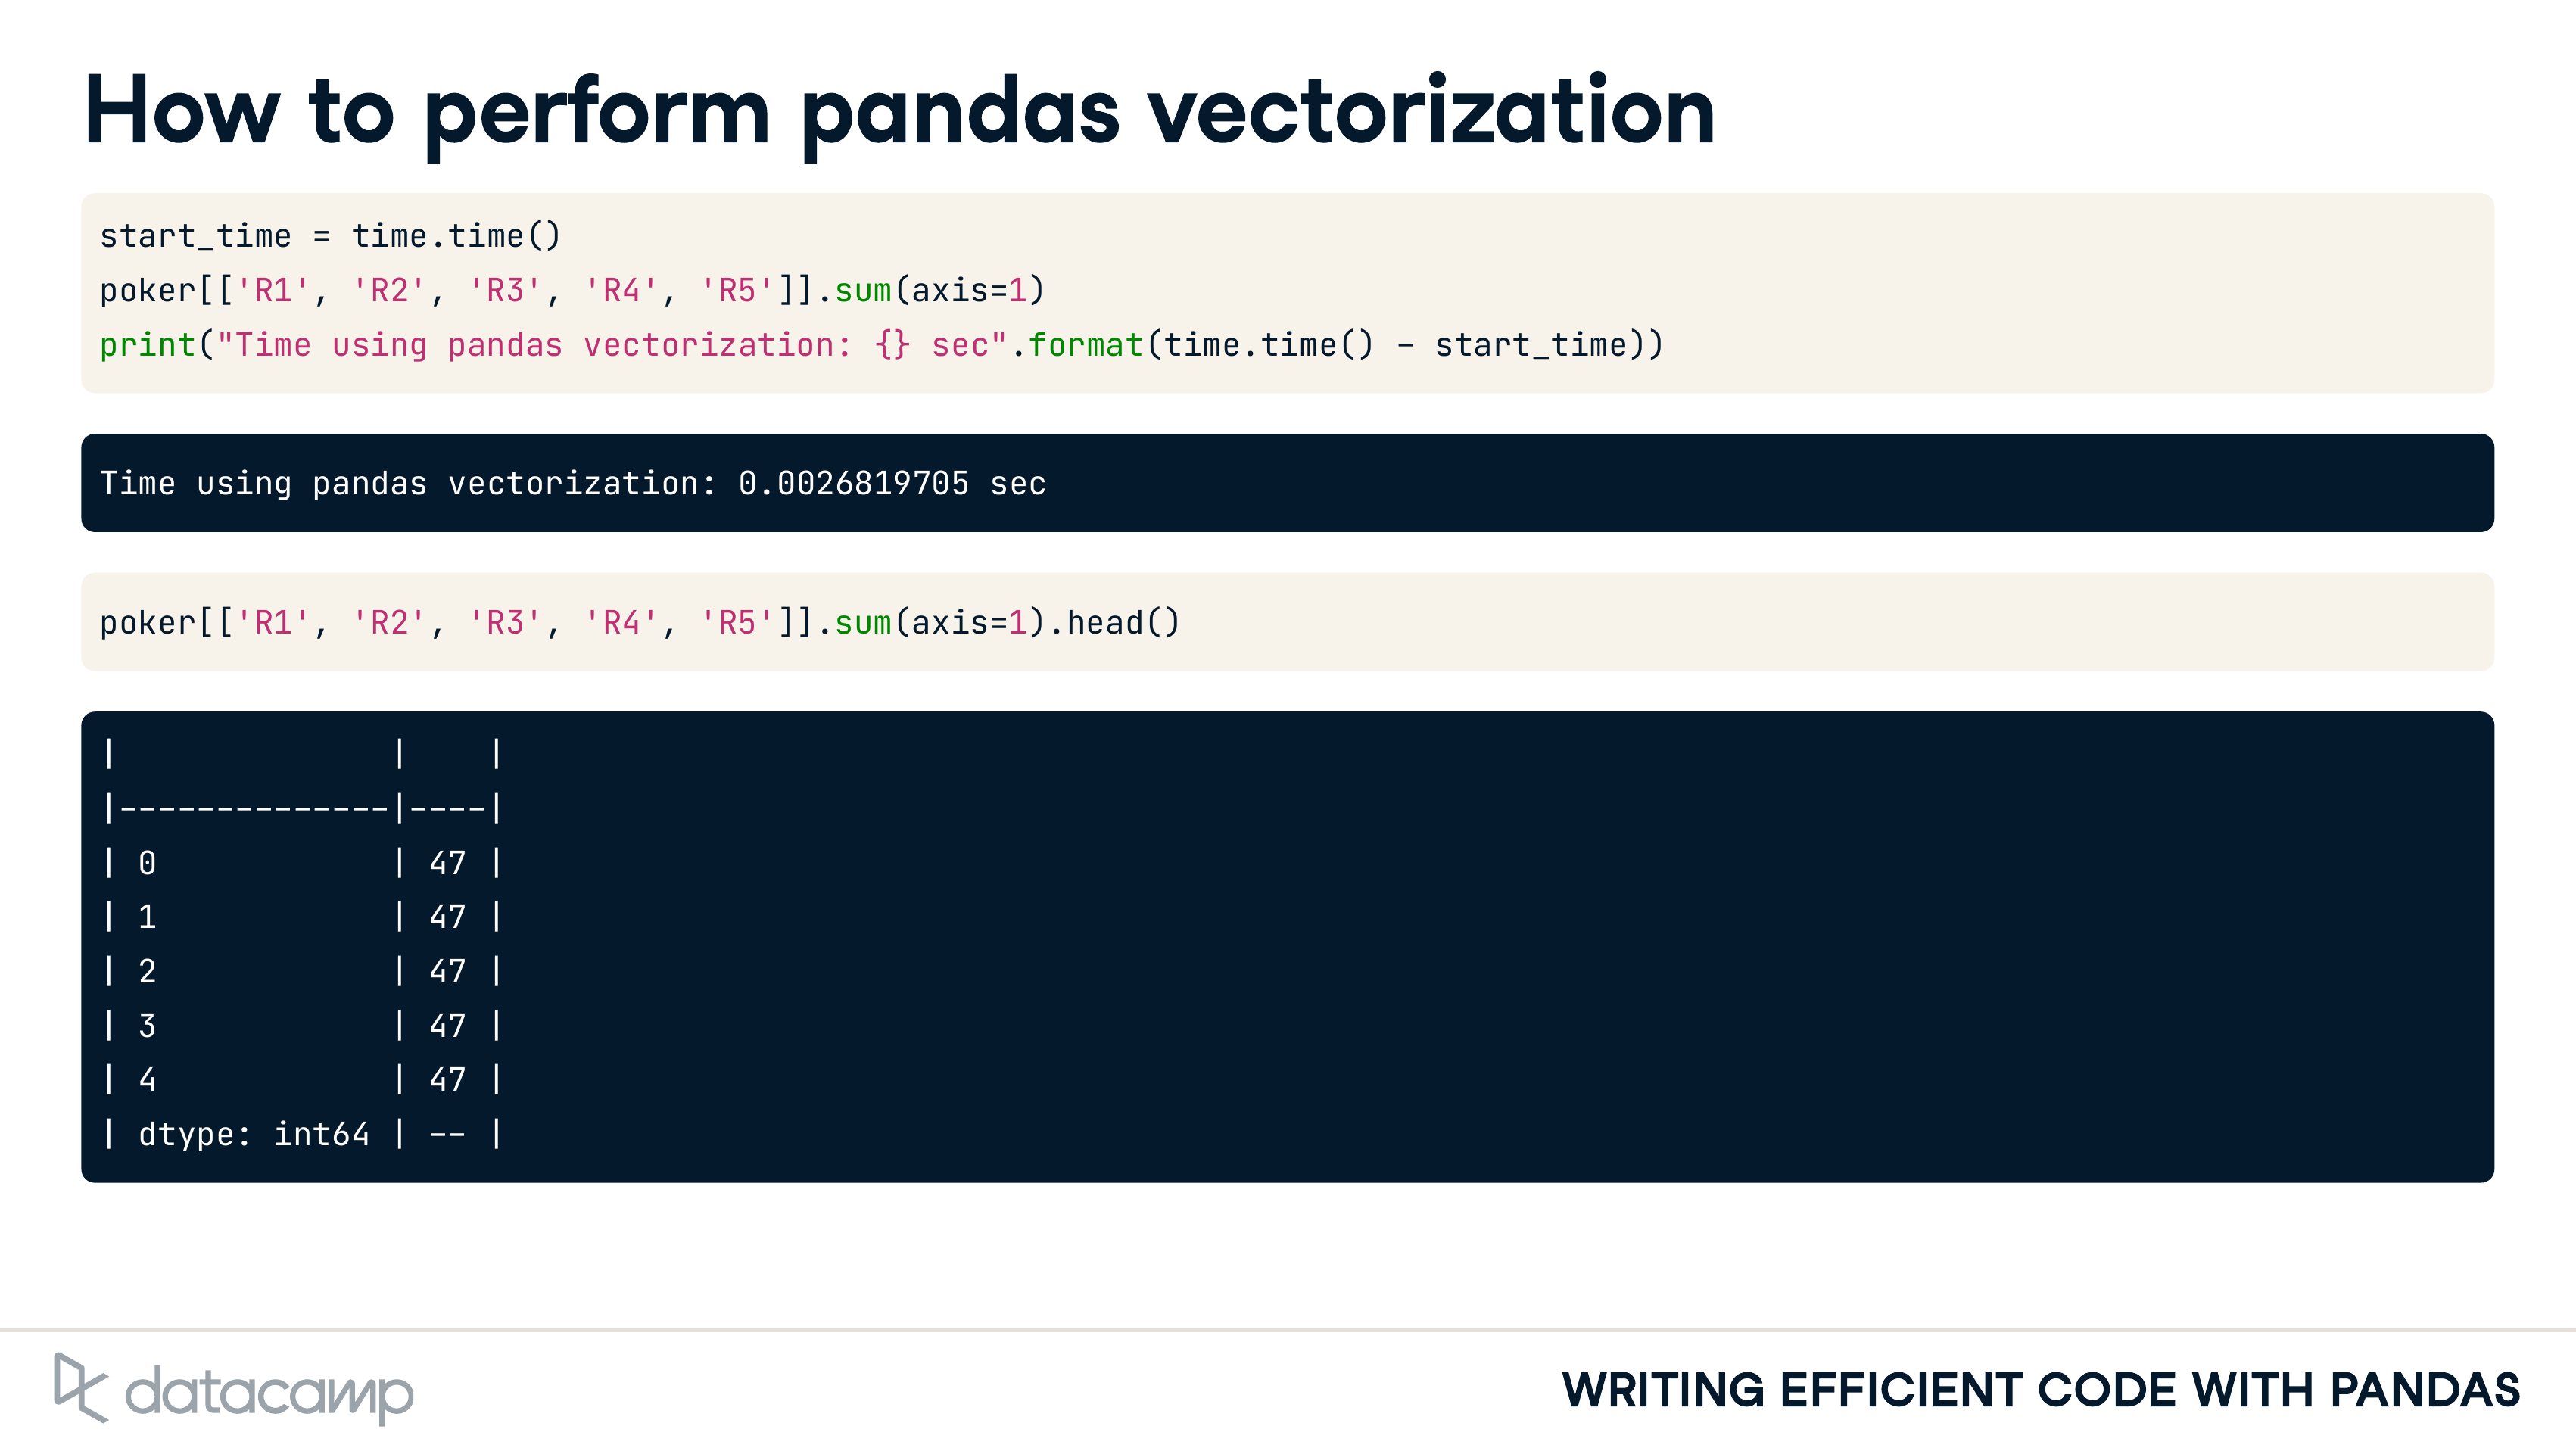 How to perform pandas vectorization
start_time = time.time()
poker[['R1', 'R2', 'R3', 'R4', 'R5']].sum(axis=1)
print("Time using pandas vectorization: {} sec".format(time.time() - start_time))
Time using pandas vectorization: 0.0026819705 sec
poker[['R1', 'R2', 'R3', 'R4', 'R5']].sum(axis=1).head()
|              |    |
|--------------|----|
| 0            | 47 |
| 1            | 47 |
| 2            | 47 |
| 3            | 47 |
| 4            | 47 |
| dtype: int64 | -- |
datacamp
WRITING EFFICIENT CODE WITH PANDAS